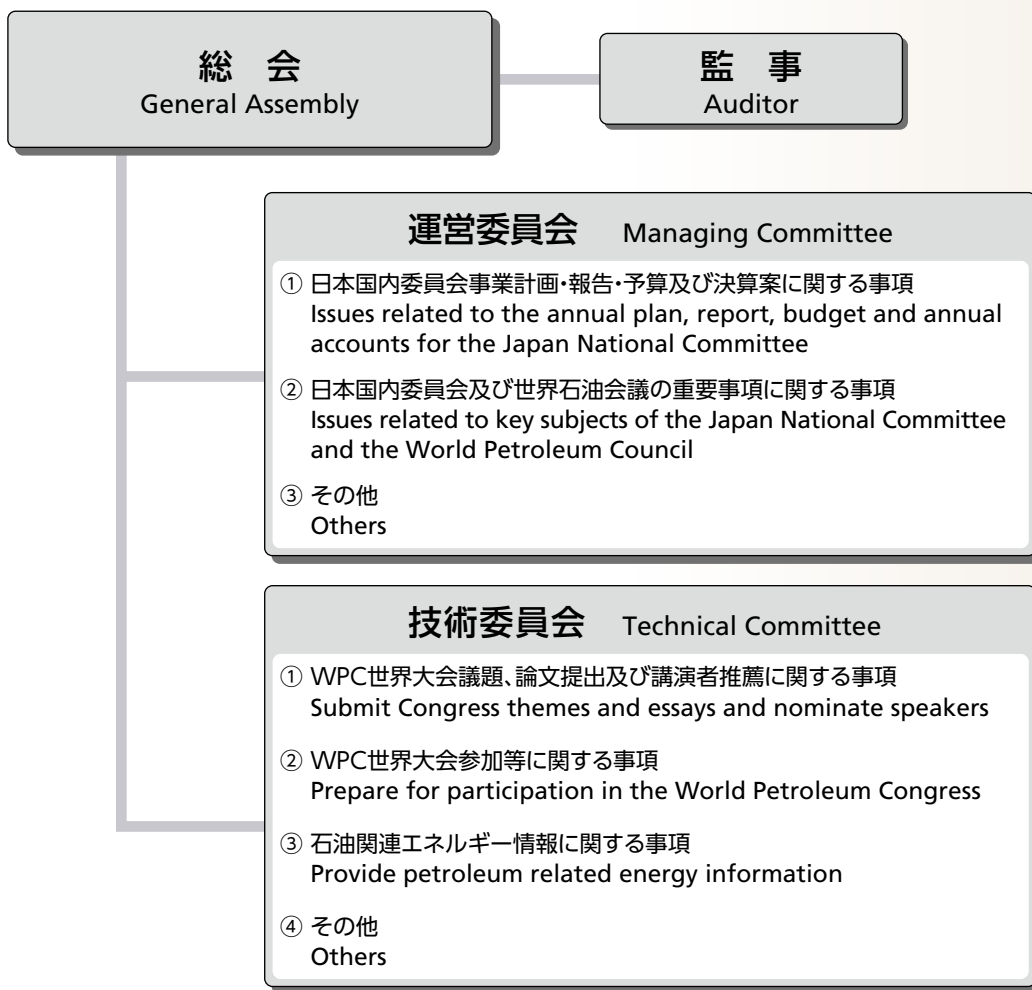 総 会
General Assembly
監 事
Auditor
運営委員会 Managing Committee
① 日本国内委員会事業計画・報告・予算及び決算案に関する事項
Issues related to the annual plan, report, budget and annual
accounts for the Japan National Committee
② 日本国内委員会及び世界石油会議の重要事項に関する事項
Issues related to key subjects of the Japan National Committee
and the World Petroleum Council
③ その他
Others
技術委員会 Technical Committee
① WPC世界大会議題、論文提出及び講演者推薦に関する事項
Submit Congress themes and essays and nominate speakers
② WPC世界大会参加等に関する事項
Prepare for participation in the World Petroleum Congress
③ 石油関連エネルギー情報に関する事項
Provide petroleum related energy information
④ その他
Others